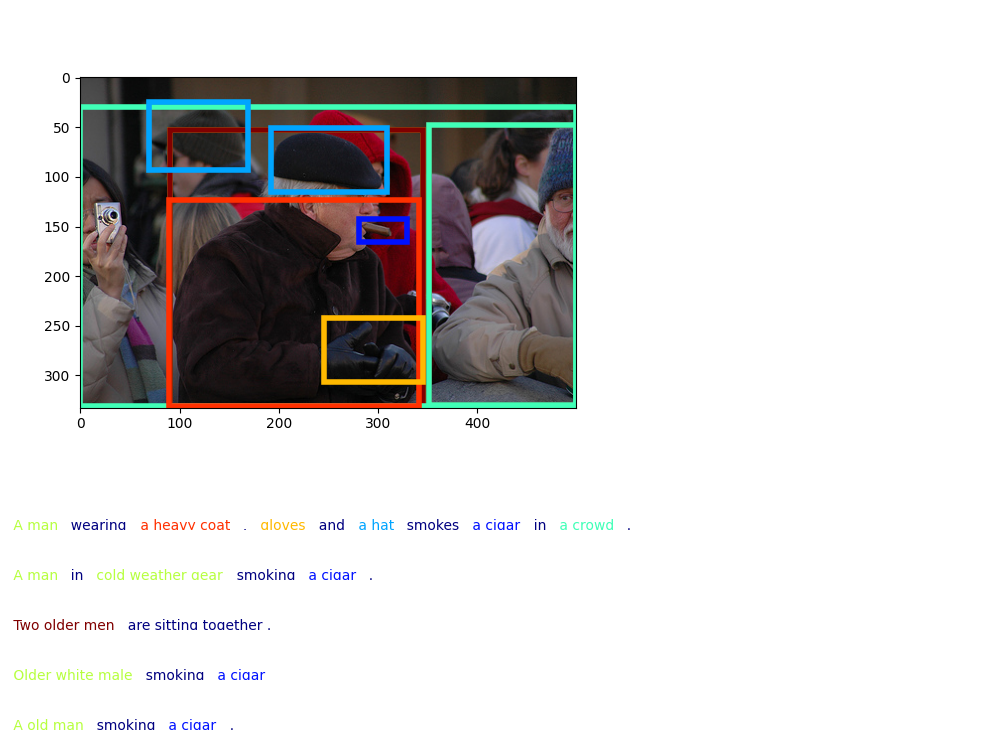 0
50
100
150
200
250
300
0 100 200 300 400
A man wearing a heavy coat . gloves and a hat smokes a cigar in a crowd .
A man in cold weather gear smoking a cigar .
Two older men are sitting together .
Older white male smoking a cigar
A old man smoking a cigar .